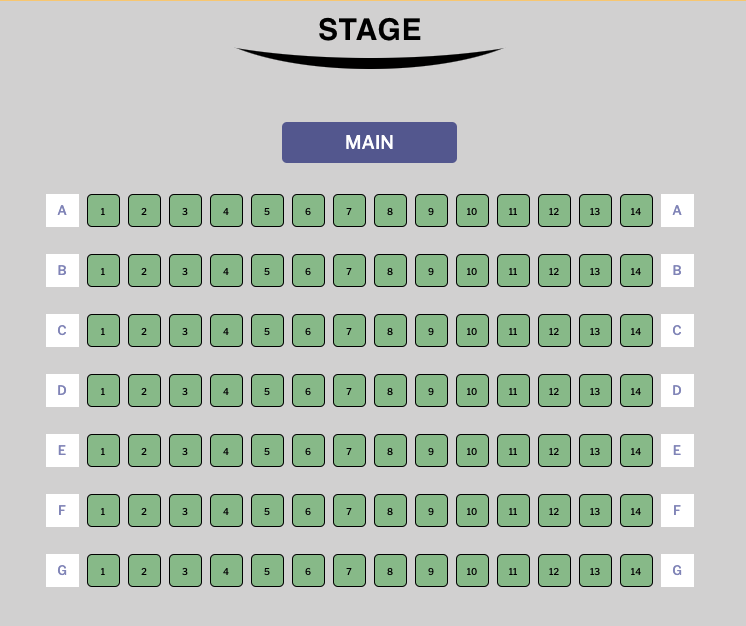 STAGE
MAIN
A 1 2 3 4 5 6 7 8 9 10 11 12 13 14 A
B 1 2 3 4 5 6 7 8 9 10 11 12 13 14 B
C 1 2 3 4 5 6 7 8 9 10 11 12 13 14 C
D 1 2 3 4 5 6 7 8 9 10 11 12 13 14 D
E 1 2 3 4 5 6 7 8 9 10 11 12 13 14 E
F 1 2 3 4 5 6 7 8 9 10 11 12 13 14 F
G 1 2 3 4 5 6 7 8 9 10 11 12 13 14 G